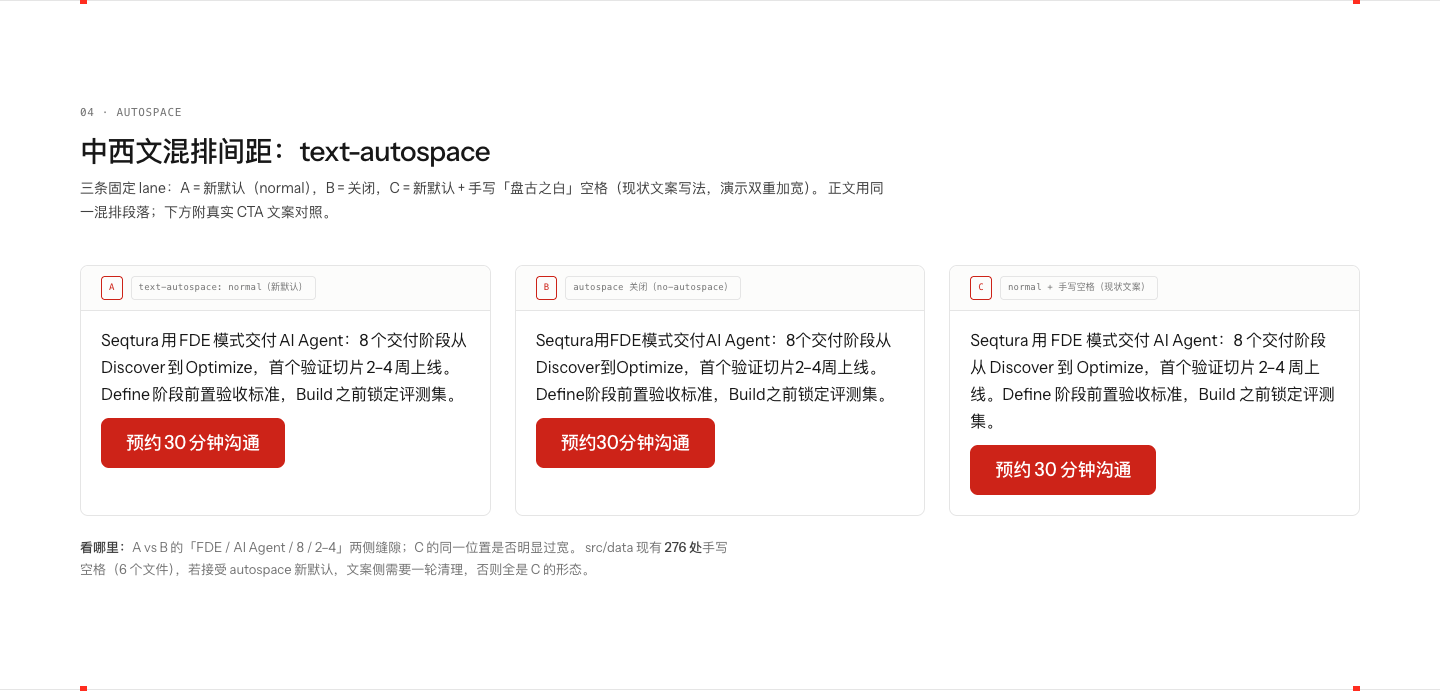 04 · AUTOSPACE
中西文混排间距：text-autospace
三条固定 lane：A = 新默认（normal），B = 关闭，C = 新默认 + 手写「盘古之白」空格（现状文案写法，演示双重加宽）。 正文用同
一混排段落；下方附真实 CTA 文案对照。
A
text-autospace: normal（新默认）
Seqtura 用 FDE 模式交付 AI Agent：8 个交付阶段从
Discover 到 Optimize，首个验证切片 2–4 周上线。
Define 阶段前置验收标准，Build 之前锁定评测集。
预约 30 分钟沟通
B
autospace 关闭（no-autospace）
Seqtura用FDE模式交付AI Agent：8个交付阶段从
Discover到Optimize，首个验证切片2–4周上线。
Define阶段前置验收标准，Build之前锁定评测集。
预约30分钟沟通
C
normal + 手写空格（现状文案）
Seqtura 用 FDE 模式交付 AI Agent：8 个交付阶段
从 Discover 到 Optimize，首个验证切片 2–4 周上
线。Define 阶段前置验收标准，Build 之前锁定评测
集。
预约 30 分钟沟通
看哪里：A vs B 的「FDE / AI Agent / 8 / 2–4」两侧缝隙；C 的同一位置是否明显过宽。 src/data 现有 276 处手写
空格（6 个文件），若接受 autospace 新默认，文案侧需要一轮清理，否则全是 C 的形态。